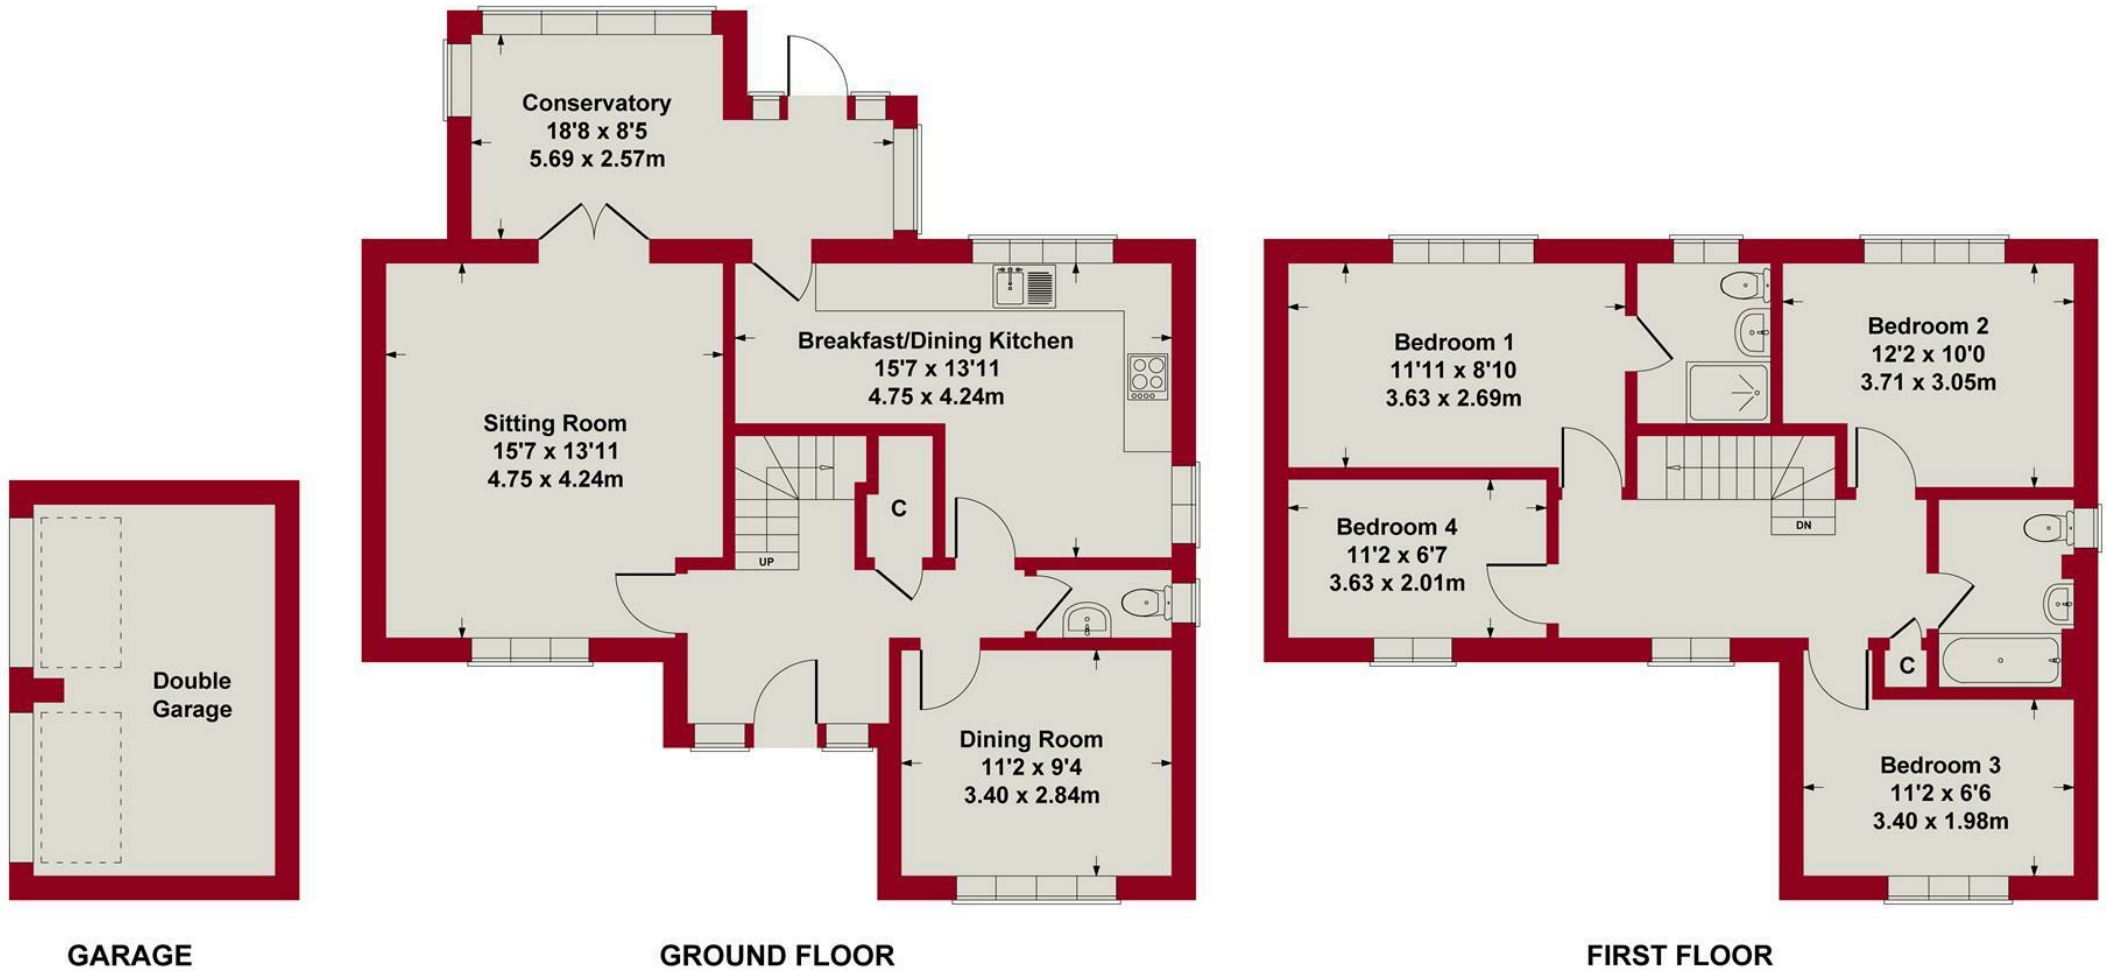 Conservatory
18'8 x 8'5
5.69 x 2.57m
Sitting Room
15'7 x 13'11
4.75 x 4.24m
Breakfast/Dining Kitchen
15'7 x 13'11
4.75 x 4.24m
C
UP
Dining Room
11'2 x 9'4
3.40 x 2.84m
Double
Garage
Bedroom 1
11'11 x 8'10
3.63 x 2.69m
Bedroom 2
12'2 x 10'0
3.71 x 3.05m
Bedroom 4
11'2 x 6'7
3.63 x 2.01m
DN
C
Bedroom 3
11'2 x 6'6
3.40 x 1.98m
GARAGE
GROUND FLOOR
FIRST FLOOR